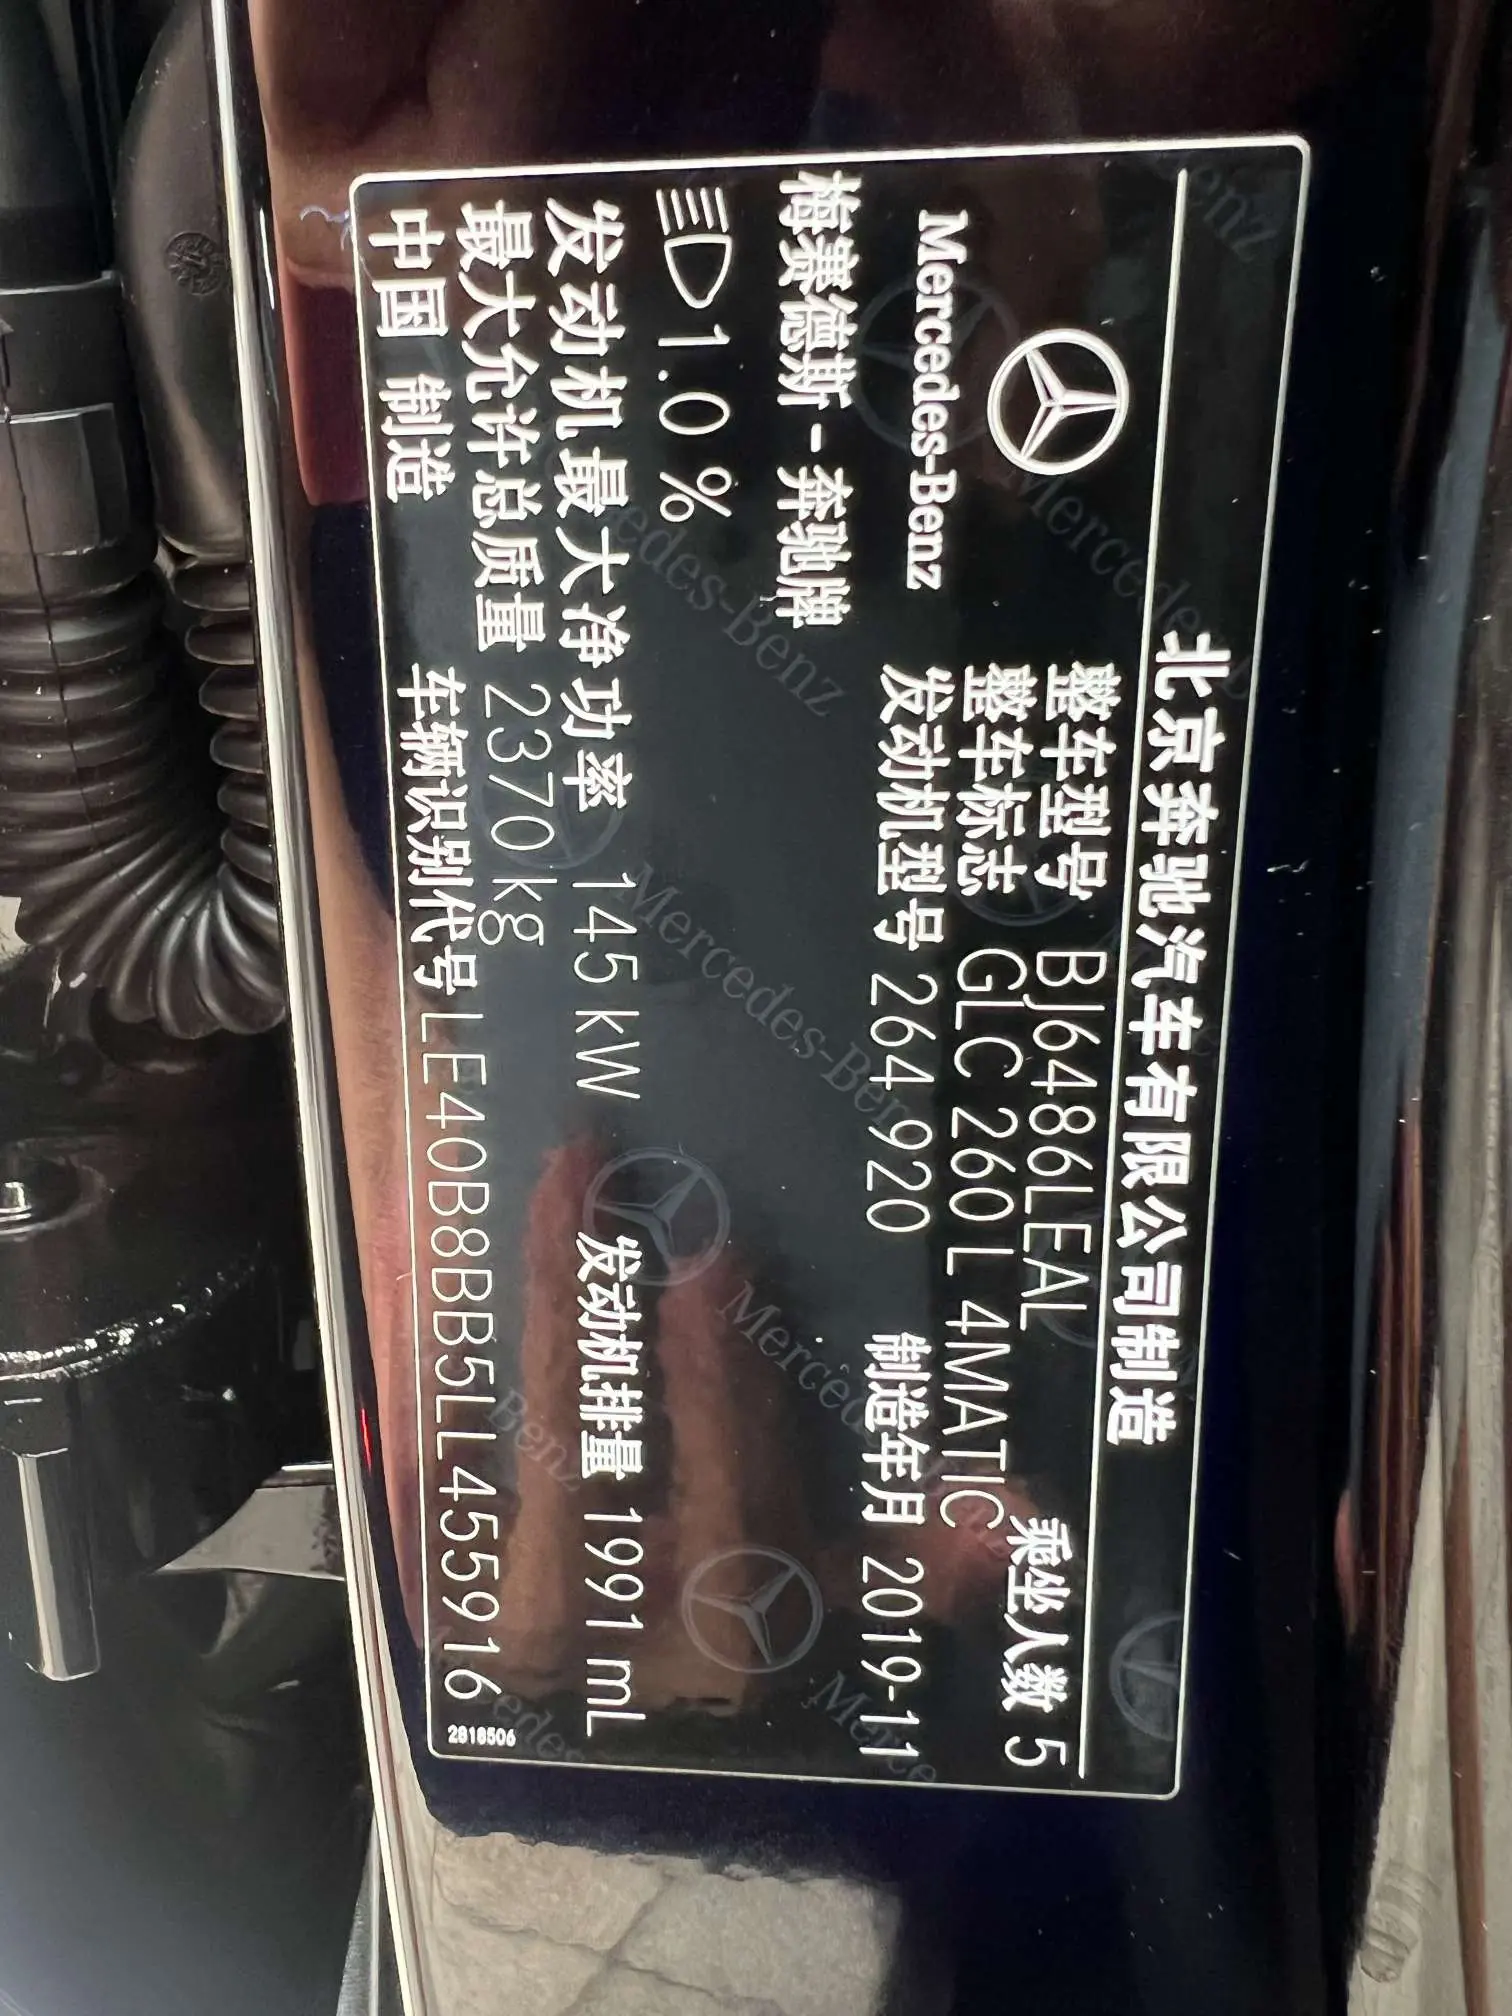 北京奔驰汽车有限公司制造
Mercedes-Benz
整车型号 BJ6486LEAL
乘坐人数 5
整车标志 GLC 260 L 4MATIC
发动机型号 264 920
制造年月 2019-11
梅赛德斯-奔驰牌
1.0 %
发动机最大净功率 145 kW
发动机排量 1991 mL
最大允许总质量 2370 kg
中国 制造
车辆识别代号 LE40B8BB5LL455916
2818506